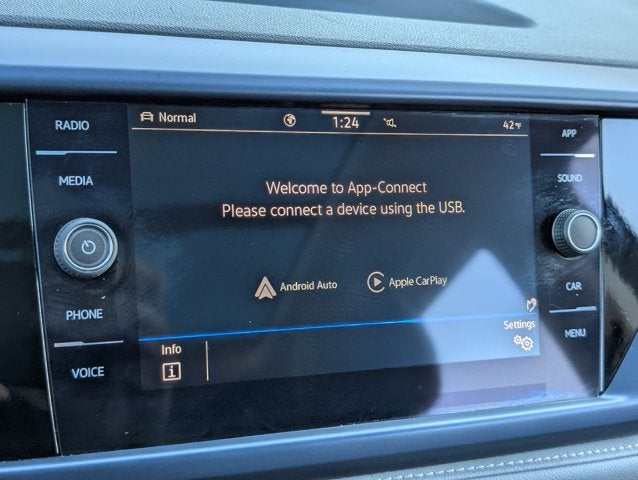 RADIO
MEDIA
PHONE
VOICE
Normal 1:24 42°F
Welcome to App-Connect
Please connect a device using the USB.
Android Auto Apple CarPlay
Settings
Info
i
APP
SOUND
CAR
MENU